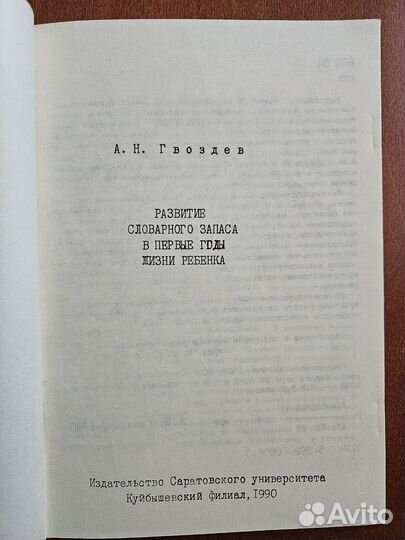 А. Н. Гвоздев
РАЗВИТИЕ
СЛОВАРНОГО ЗАПАСА
В ПЕРВЫЕ ГОДЫ
ЖИЗНИ РЕБЕНКА
Издательство Саратовского университета
Куйбышевский филиал, 1990
Avito